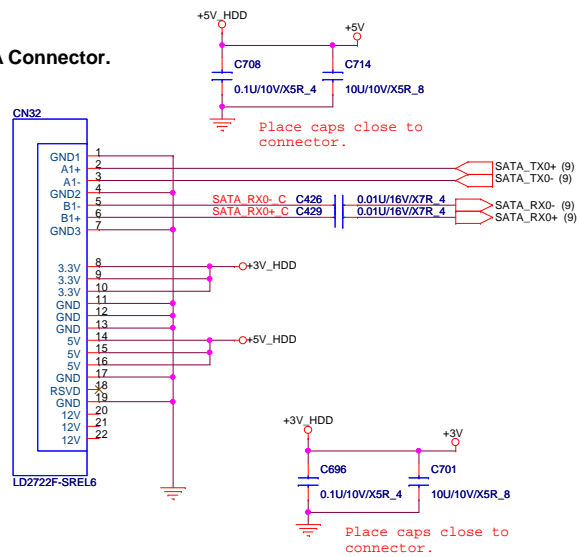 +5V_HDD
+5V
A Connector.
C708
C714
0.1U/10V/X5R_4
10U/10V/X5R_8
Place caps close to
connector.
CN32
GND1 1
A1+ 2
A1- 3
GND2 4
B1- 5
B1+ 6
GND3 7
SATA_TX0+ (9)
SATA_TX0- (9)
SATA_RX0-_C C426 0.01U/16V/X7R_4 SATA_RX0- (9)
SATA_RX0+_C C429 0.01U/16V/X7R_4 SATA_RX0+ (9)
3.3V 8
3.3V 9
3.3V 10
+3V_HDD
GND 11
GND 12
GND 13
5V 14
5V 15
5V 16
+5V_HDD
GND 17
RSVD 18
GND 19
12V 20
12V 21
12V 22
LD2722F-SREL6
+3V_HDD
+3V
C696
C701
0.1U/10V/X5R_4
10U/10V/X5R_8
Place caps close to
connector.